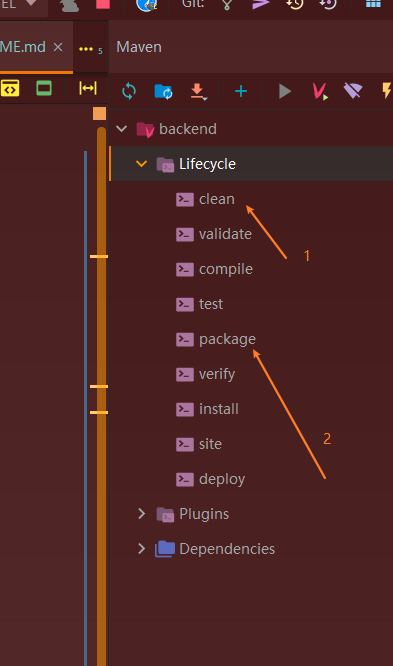 EL
Git:
ME.md
5
Maven
backend
Lifecycle
clean
1
validate
compile
test
package
verify
install
2
site
deploy
Plugins
Dependencies